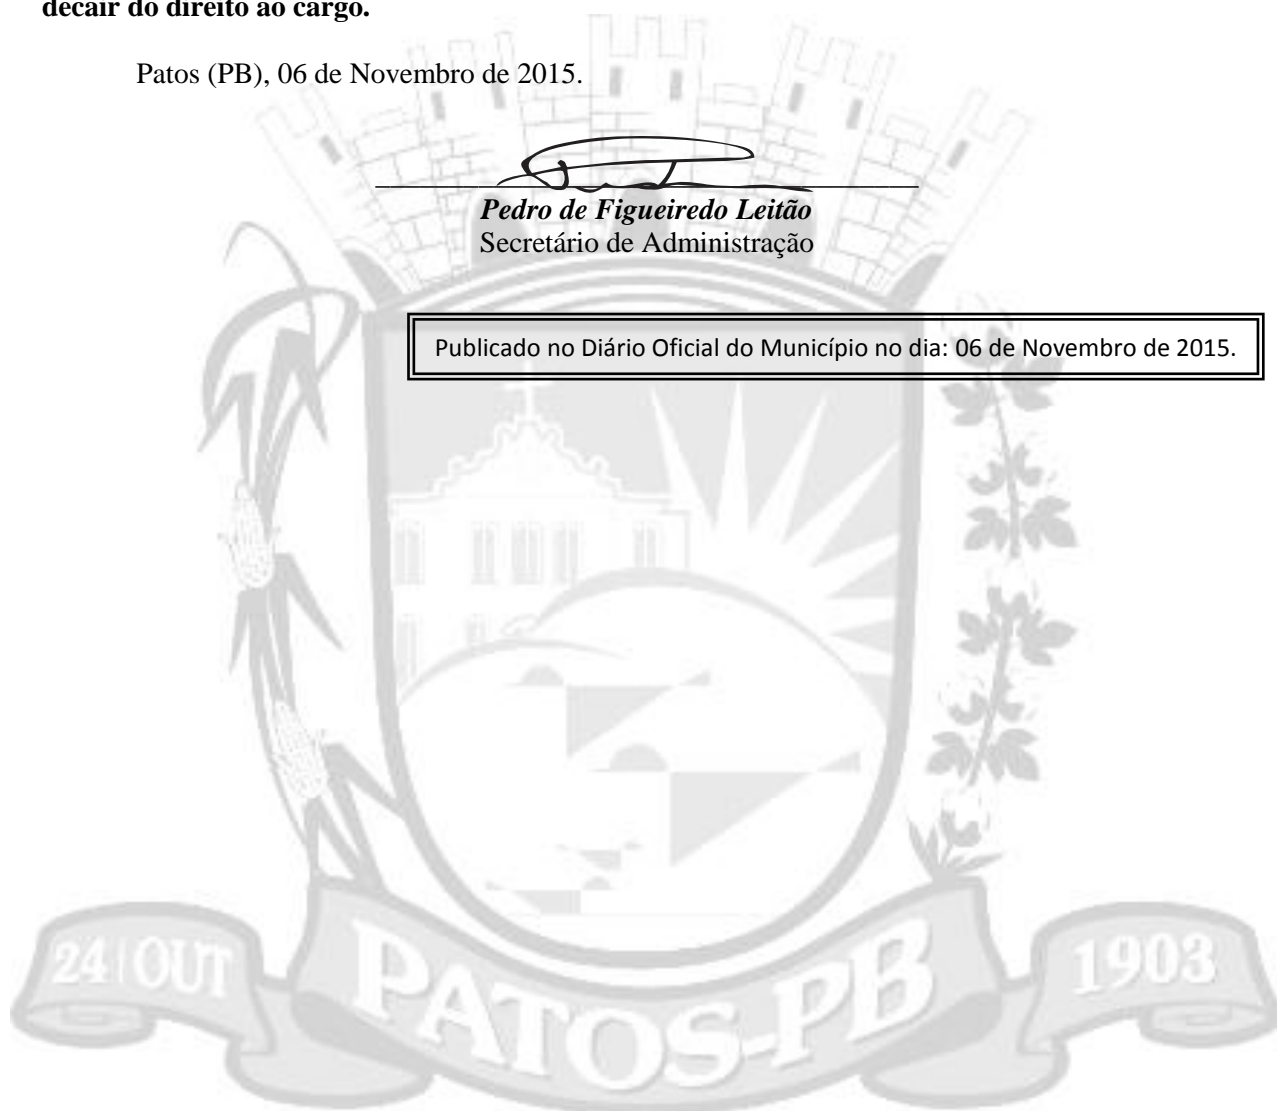 decair do direito ao cargo.
Patos (PB), 06 de Novembro de 2015.
Pedro de Figueiredo Leitão
Secretário de Administração
Publicado no Diário Oficial do Município no dia: 06 de Novembro de 2015.
24 | OUT
PATOS-PB
1903